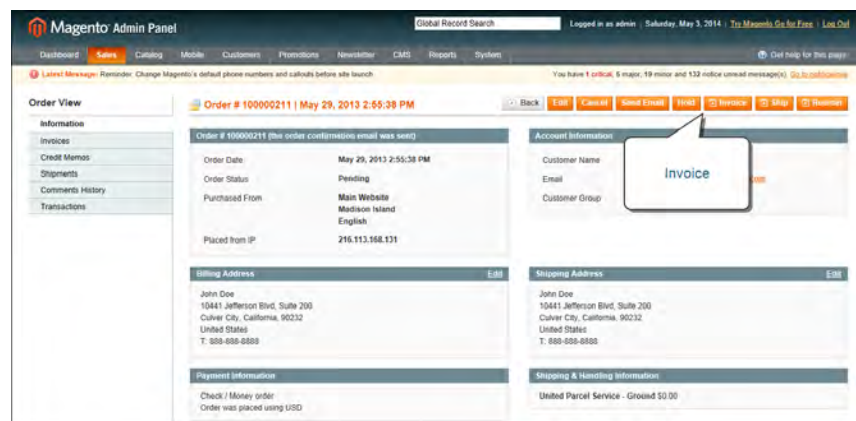 Magento Admin Panel
Global Record Search
Logged in as admin | Saturday, May 3, 2014 | Try Magento Go for Free | Log Out
Dashboard Sales Catalog Mobile Customers Promotions Newsletter CMS Reports System
Get help for this page
Latest Message: Reminder: Change Magento's default phone numbers and callouts before site launch
You have 1 critical, 6 major, 19 minor and 132 notice unread message(s). Go to notifications
Order View
Information
Invoices
Credit Memos
Shipments
Comments History
Transactions
Order # 100000211 | May 29, 2013 2:55:38 PM
Back Edit Cancel Send Email Hold Invoice Ship Reorder
Order # 100000211 (the order confirmation email was sent)
Order Date May 29, 2013 2:55:38 PM
Order Status Pending
Purchased From Main Website
Madison Island
English
Placed from IP 216.113.168.131
Account Information
Customer Name
Email
Customer Group
Invoice
Billing Address Edit
John Doe
10441 Jefferson Blvd, Suite 200
Culver City, California, 90232
United States
T: 888-888-8888
Shipping Address Edit
John Doe
10441 Jefferson Blvd, Suite 200
Culver City, California, 90232
United States
T: 888-888-8888
Payment Information
Check / Money order
Order was placed using USD
Shipping & Handling Information
United Parcel Service - Ground $0.00